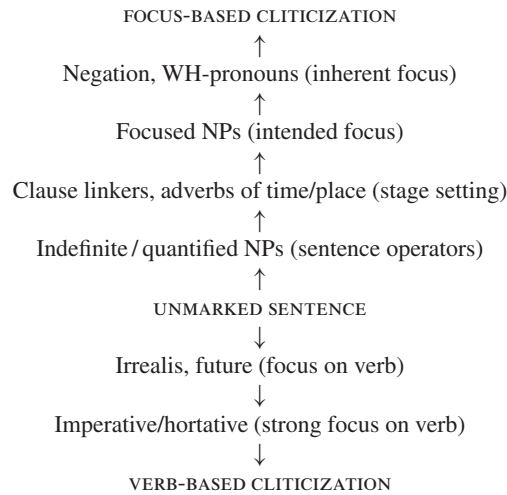 FOCUS-BASED CLITICIZATION
↑
Negation, WH-pronouns (inherent focus)
↑
Focused NPs (intended focus)
↑
Clause linkers, adverbs of time/place (stage setting)
↑
Indefinite / quantified NPs (sentence operators)
↑
UNMARKED SENTENCE
↓
Irrealis, future (focus on verb)
↓
Imperative/hortative (strong focus on verb)
↓
VERB-BASED CLITICIZATION